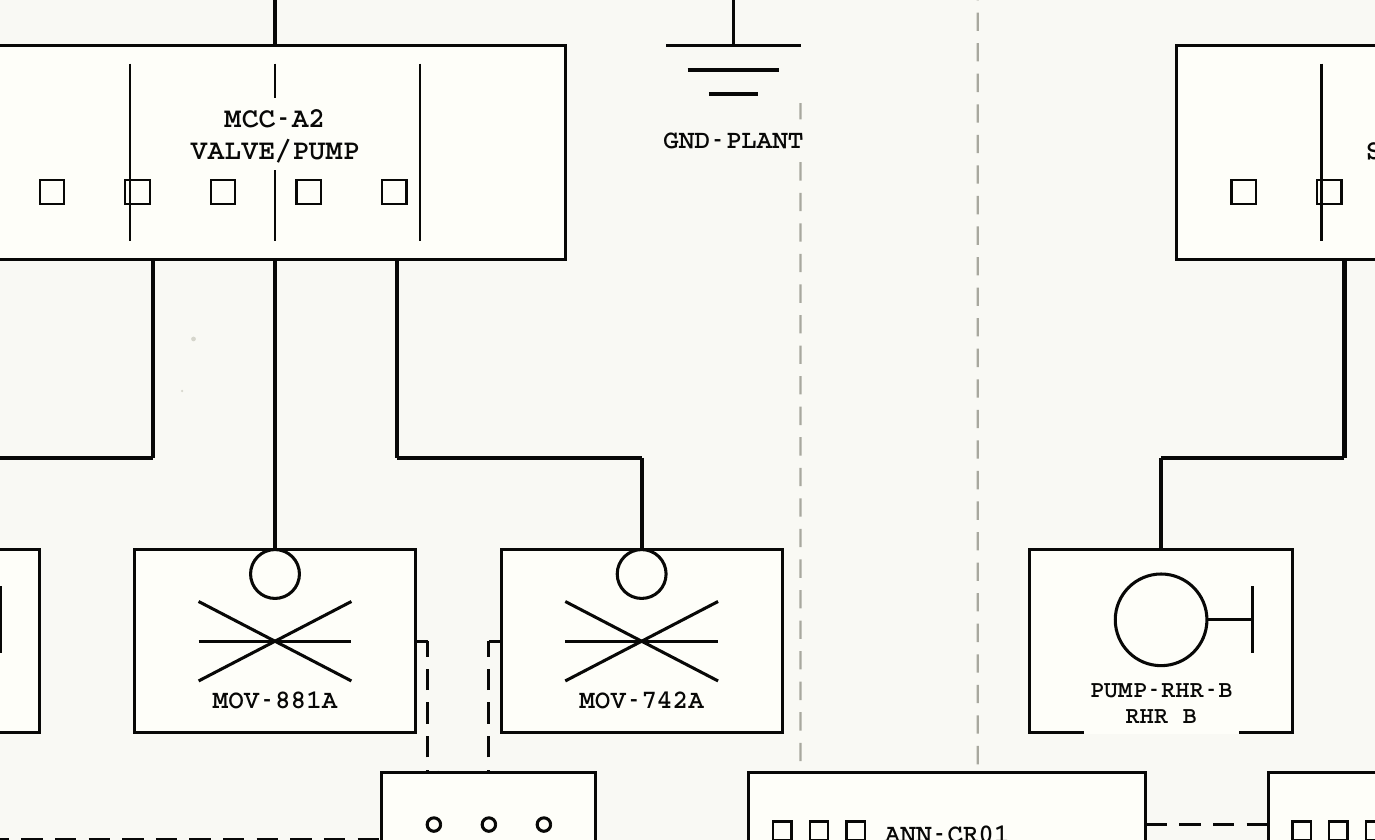 MCC-A2
VALVE/PUMP
GND-PLANT
MOV-881A
MOV-742A
PUMP-RHR-B
RHR B
ANN-CR01